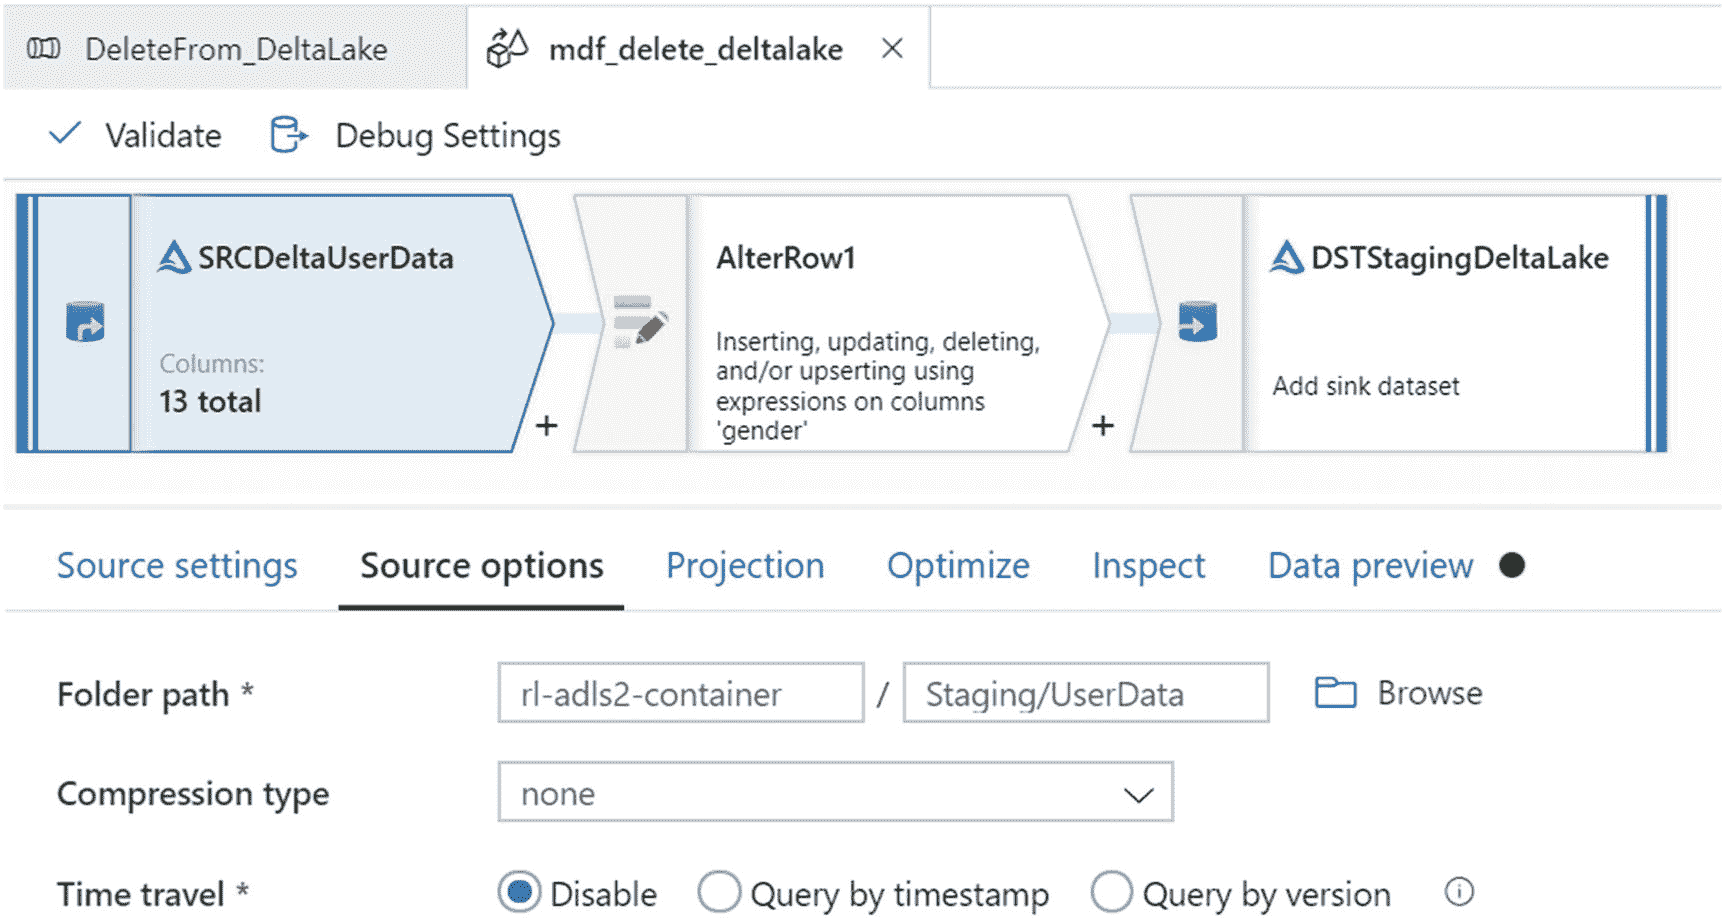 DeleteFrom_DeltaLake mdf_delete_deltalake
Validate Debug Settings
SRCDeltaUserData
Columns:
13 total
+
AlterRow1
Inserting, updating, deleting,
and/or upserting using
expressions on columns
'gender'
+
DSTStagingDeltaLake
Add sink dataset
Source settings Source options Projection Optimize Inspect Data preview
Folder path * rl-adls2-container / Staging/UserData Browse
Compression type none
Time travel * Disable Query by timestamp Query by version